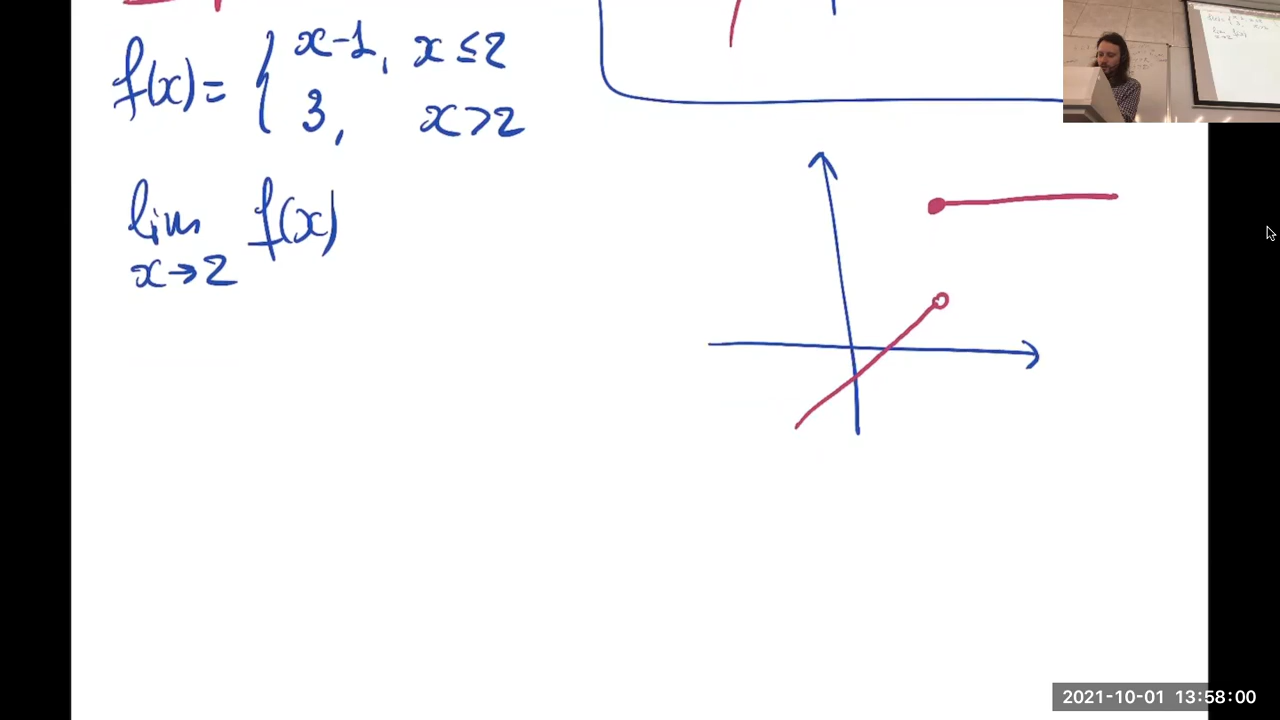 f(x) = { x-1, x ≤ 2
3, x > 2
lim f(x)
x→2
2021-10-01 13:58:00